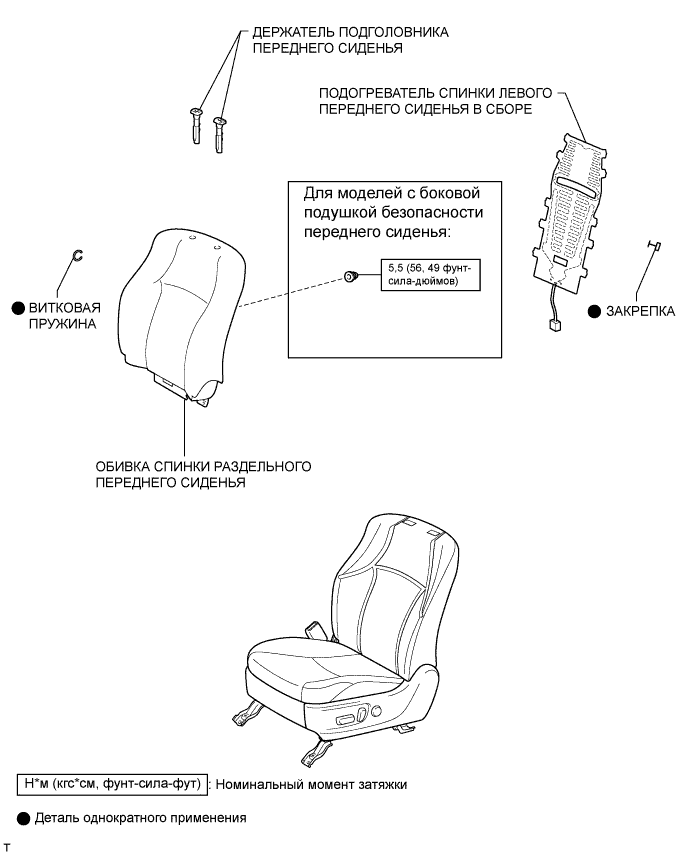 ДЕРЖАТЕЛЬ ПОДГОЛОВНИКА
ПЕРЕДНЕГО СИДЕНЬЯ
ПОДОГРЕВАТЕЛЬ СПИНКИ ЛЕВОГО
ПЕРЕДНЕГО СИДЕНЬЯ В СБОРЕ
Для моделей с боковой
подушкой безопасности
переднего сиденья:
5,5 (56, 49 фунт-
сила-дюймов)
ВИТКОВАЯ
ПРУЖИНА
ЗАКРЕПКА
ОБИВКА СПИНКИ РАЗДЕЛЬНОГО
ПЕРЕДНЕГО СИДЕНЬЯ
Н*м (кгс*см, фунт-сила-фут) : Номинальный момент затяжки
Деталь однократного применения
T